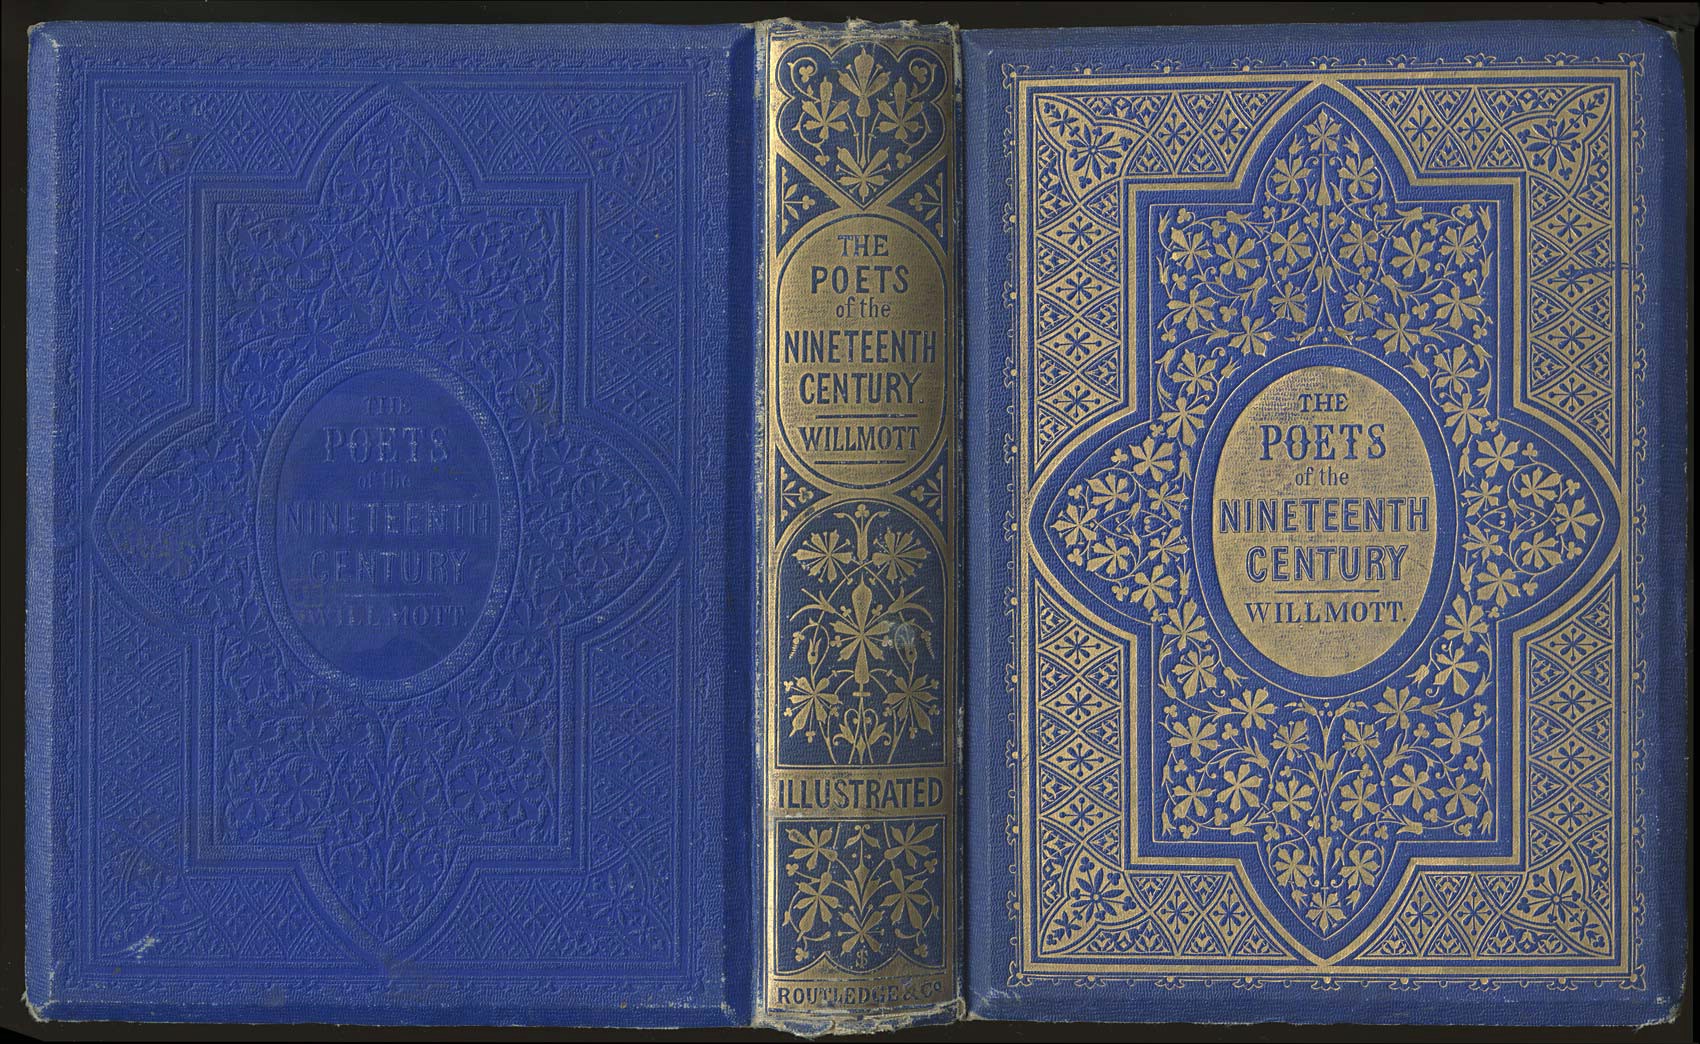 THE
POETS
of the
NINETEENTH
CENTURY
WILLMOTT
THE
POETS
of the
NINETEENTH
CENTURY.
WILLMOTT
ILLUSTRATED
ROUTLEDGE & Co
THE
POETS
of the
NINETEENTH
CENTURY
WILLMOTT.